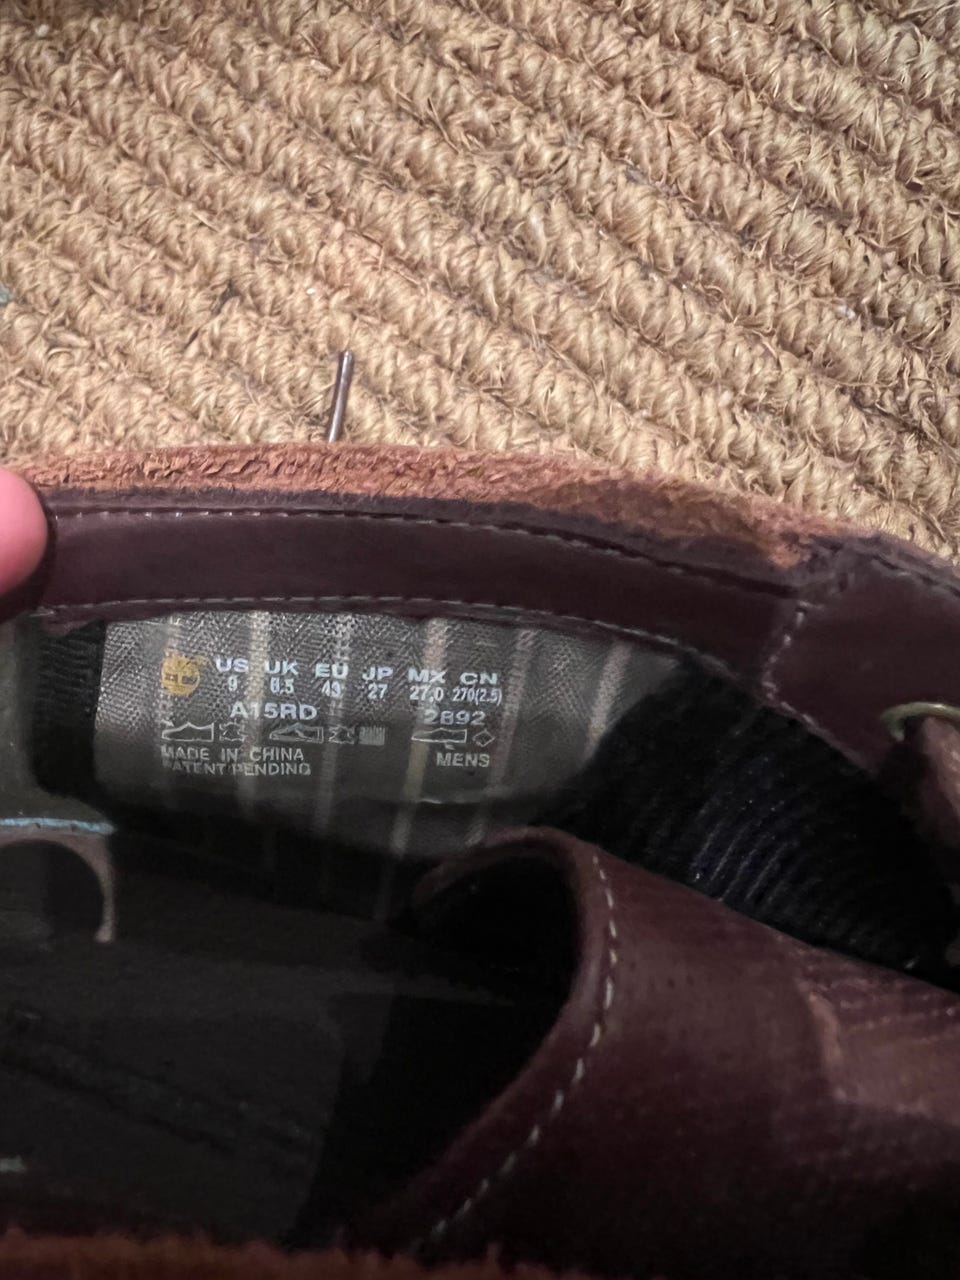 US UK EU JP MX CN
9 8.5 43 27 27.0 270(2.5)
A15RD 2892
MADE IN CHINA MENS
PATENT PENDING